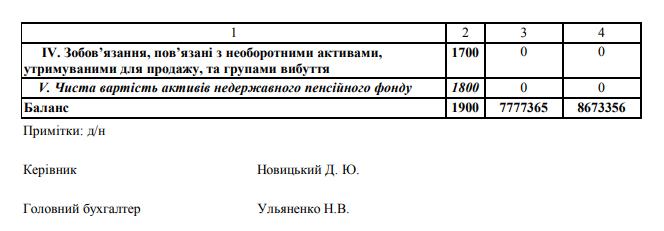 1 2 3 4
IV. Зобов’язання, пов’язані з необоротними активами, 1700 0 0
утримуваними для продажу, та групами вибуття
V. Чиста вартість активів недержавного пенсійного фонду 1800 0 0
Баланс 1900 7777365 8673356
Примітки: д/н
Керівник Новицький Д. Ю.
Головний бухгалтер Ульяненко Н.В.